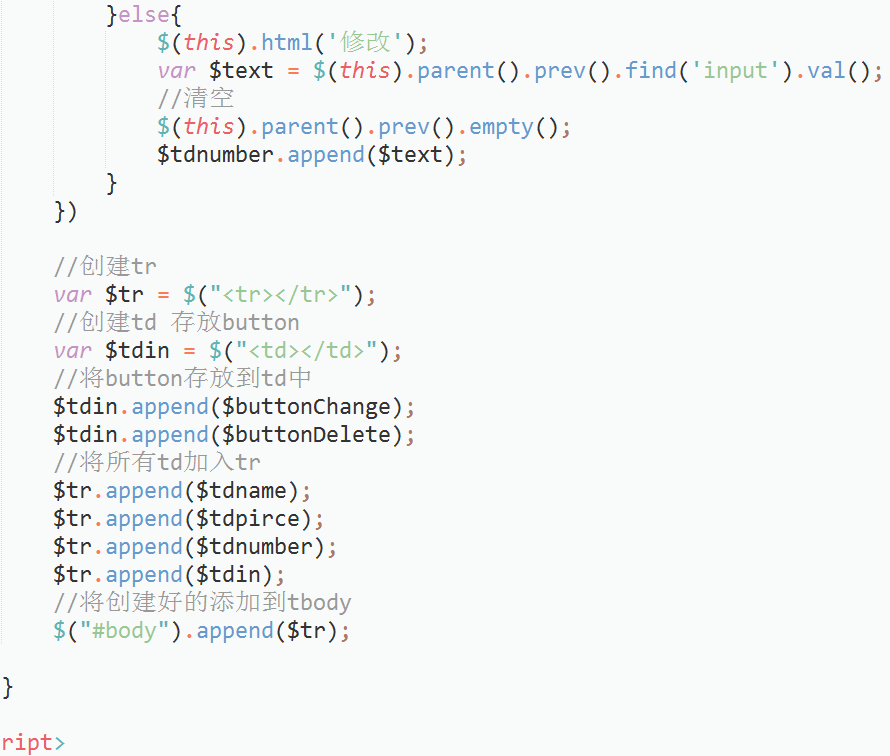 }else{
$(this).html('修改');
var $text = $(this).parent().prev().find('input').val();
//清空
$(this).parent().prev().empty();
$tdnumber.append($text);
}
})
//创建tr
var $tr = $("<tr></tr>");
//创建td 存放button
var $tdin = $("<td></td>");
//将button存放到td中
$tdin.append($buttonChange);
$tdin.append($buttonDelete);
//将所有td加入tr
$tr.append($tdname);
$tr.append($tdpirce);
$tr.append($tdnumber);
$tr.append($tdin);
//将创建好的添加到tbody
$("#body").append($tr);
}
ript>